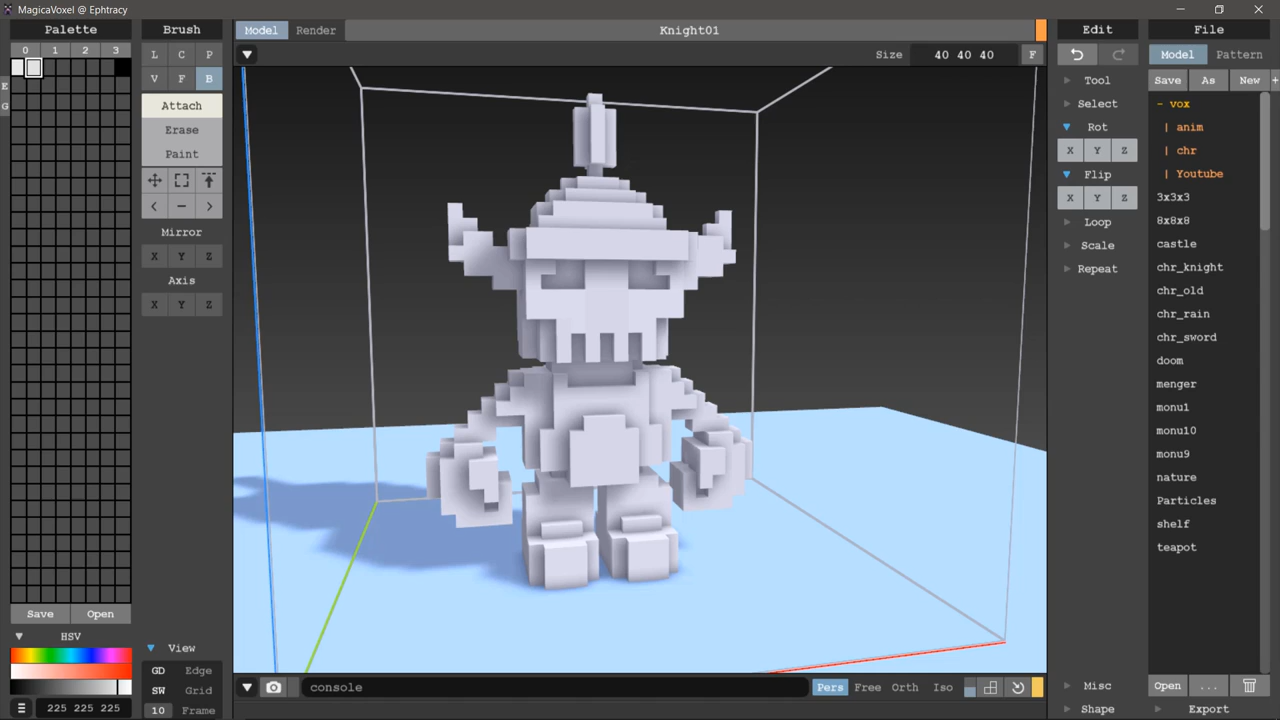 MagicaVoxel @ Ephtracy
Palette
Brush
Model
Render
Knight01
Edit
File
0 1 2 3
L C P
V F B
Size 40 40 40 F
Model Pattern
Save As New +
E
G
Attach
Erase
Paint
Mirror
X Y Z
Axis
X Y Z
Tool
Select
Rot
X Y Z
Flip
X Y Z
Loop
Scale
Repeat
- vox
| anim
| chr
| Youtube
3x3x3
8x8x8
castle
chr_knight
chr_old
chr_rain
chr_sword
doom
menger
monu1
monu10
monu9
nature
Particles
shelf
teapot
Save Open
HSV
225 225 225
View
GD Edge
SW Grid
10 Frame
console
Pers Free Orth Iso
Misc
Shape
Open ...
Export